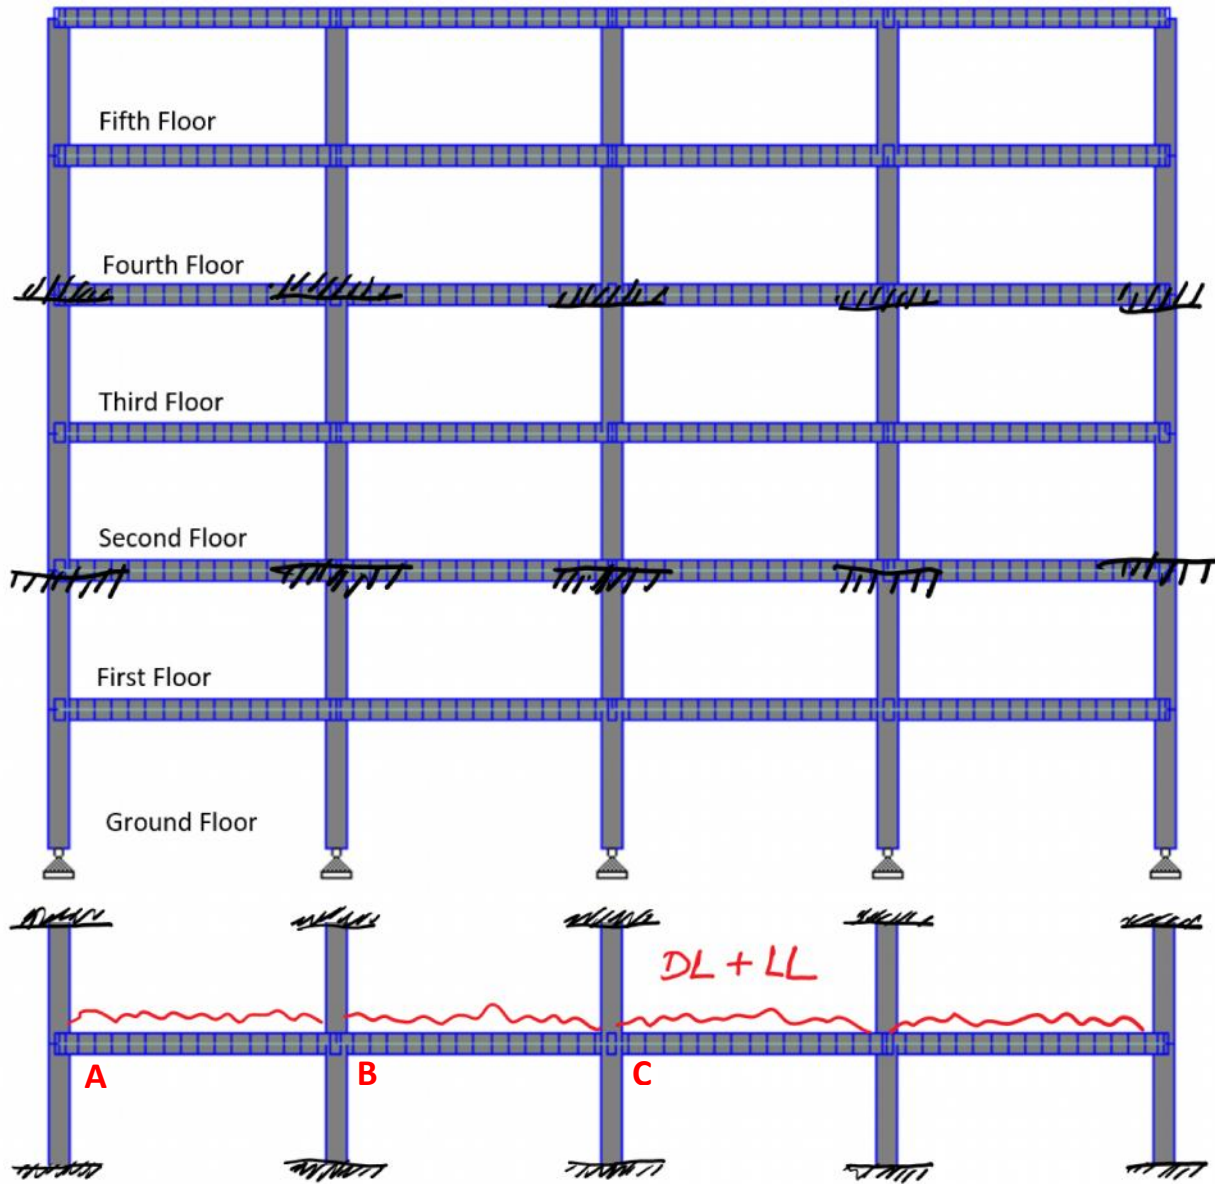 Fifth Floor
Fourth Floor
Third Floor
Second Floor
First Floor
Ground Floor
DL + LL
A B C